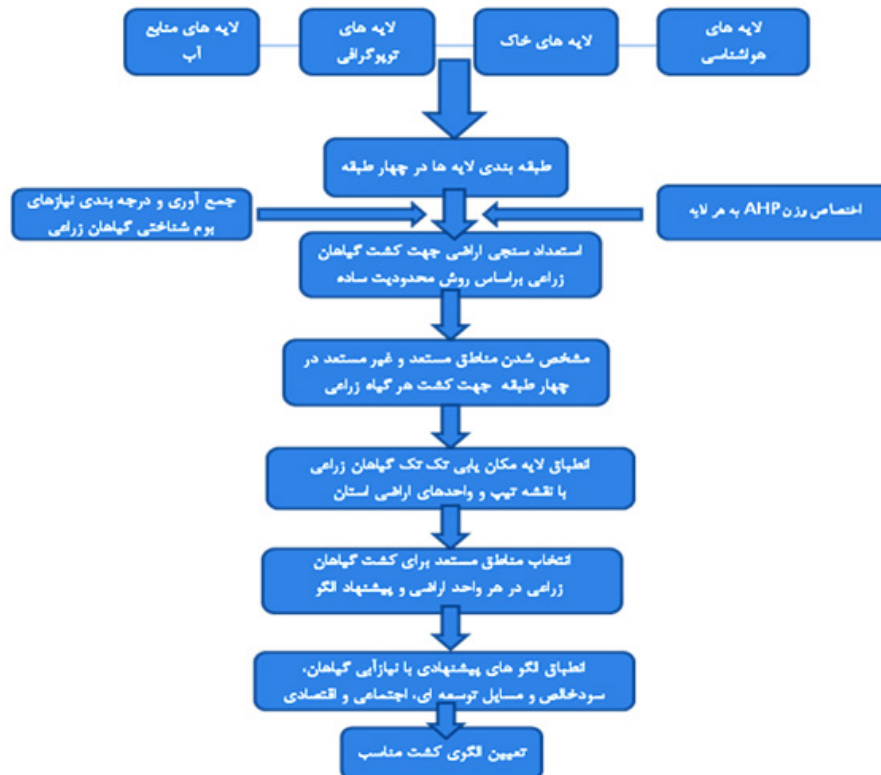 لایه های
هواشناسی
لایه های خاک
لایه های
توپوگرافی
لایه های منابع
آب
طبقه بندی لایه ها در چهار طبقه
اختصاص وزن AHP به هر لایه
جمع آوری و درجه بندی نیازهای
بوم شناختی گیاهان زراعی
استعداد سنجی اراضی جهت کشت گیاهان
زراعی براساس روش محدودیت ساده
مشخص شدن مناطق مستعد و غیر مستعد در
چهار طبقه جهت کشت هر گیاه زراعی
انطباق لایه مکان یابی تک تک گیاهان زراعی
با نقشه تیپ و واحدهای اراضی استان
انتخاب مناطق مستعد برای کشت گیاهان
زراعی در هر واحد اراضی و پیشنهاد الگو
انطباق الگو های پیشنهادی با نیازآبی گیاهان،
سودخالص و مسایل توسعه ای، اجتماعی و اقتصادی
تعیین الگوی کشت مناسب